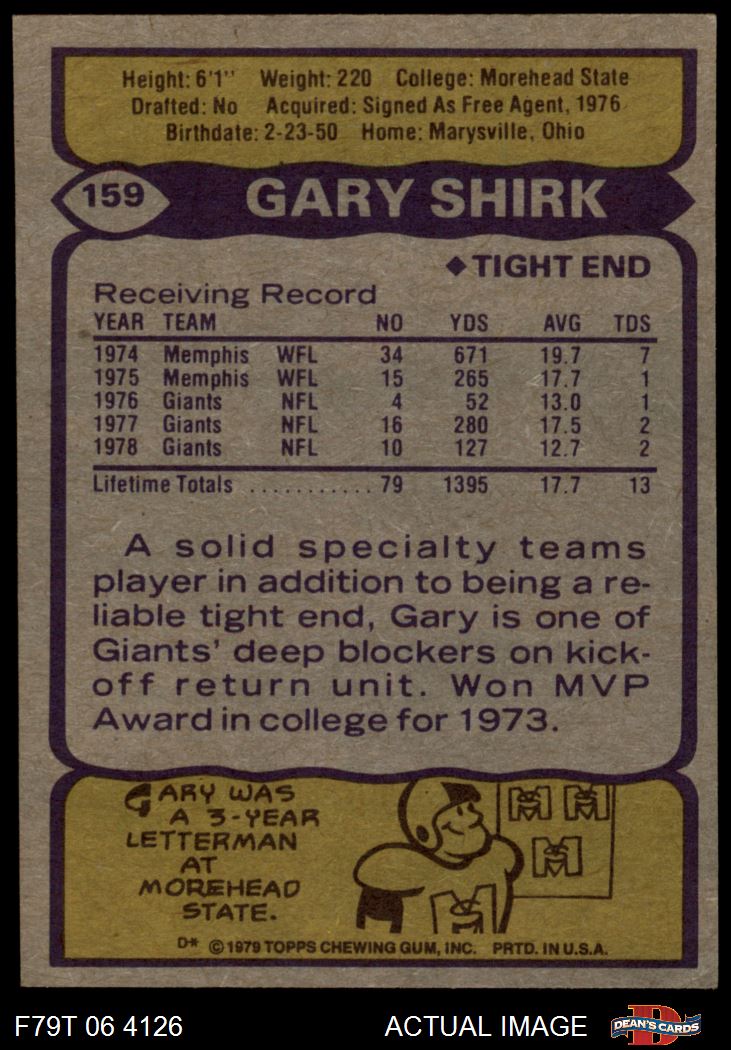 Height: 6'1" Weight: 220 College: Morehead State
Drafted: No Acquired: Signed As Free Agent, 1976
Birthdate: 2-23-50 Home: Marysville, Ohio
159 GARY SHIRK
◆TIGHT END
Receiving Record
YEAR TEAM NO YDS AVG TDS
1974 Memphis WFL 34 671 19.7 7
1975 Memphis WFL 15 265 17.7 1
1976 Giants NFL 4 52 13.0 1
1977 Giants NFL 16 280 17.5 2
1978 Giants NFL 10 127 12.7 2
Lifetime Totals ........... 79 1395 17.7 13
A solid specialty teams
player in addition to being a re-
liable tight end, Gary is one of
Giants' deep blockers on kick-
off return unit. Won MVP
Award in college for 1973.
GARY WAS
A 3-YEAR
LETTERMAN
AT
MOREHEAD
STATE.
MS MS
MS
M
D* © 1979 TOPPS CHEWING GUM, INC. PRTD. IN U.S.A.
F79T 06 4126 ACTUAL IMAGE D DEAN'S CARDS